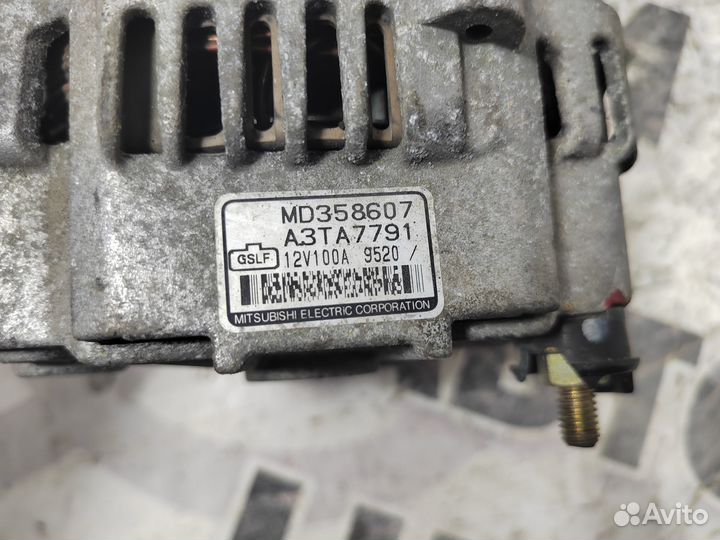 MD358607
A3TA7791
GSLF 12V100A 9520 /
MITSUBISHI ELECTRIC CORPORATION
Avito